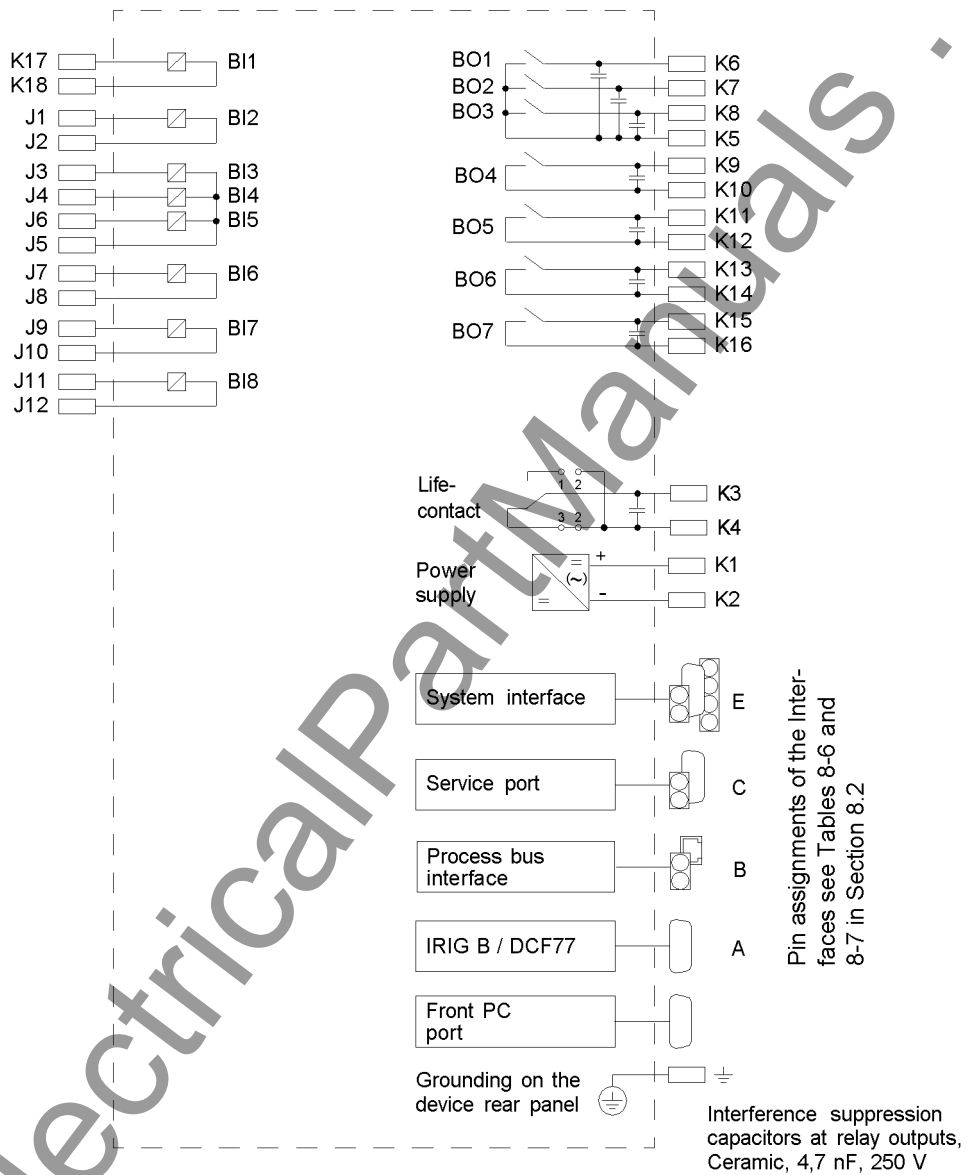 K17 BI1
K18
J1 BI2
J2
J3 BI3
J4 BI4
J6 BI5
J5
J7 BI6
J8
J9 BI7
J10
J11 BI8
J12
BO1 K6
BO2 K7
BO3 K8
K5
BO4 K9
K10
BO5 K11
K12
BO6 K13
K14
BO7 K15
K16
Life-
contact
1 2
3 2
K3
K4
Power
supply
=
(~)
=
+
-
K1
K2
System interface E
Service port C
Process bus
interface
B
IRIG B / DCF77 A
Front PC
port
Grounding on the
device rear panel
Pin assignments of the Inter-
faces see Tables 8-6 and
8-7 in Section 8.2
Interference suppression
capacitors at relay outputs,
Ceramic, 4,7 nF, 250 V
lectricalPartManuals .